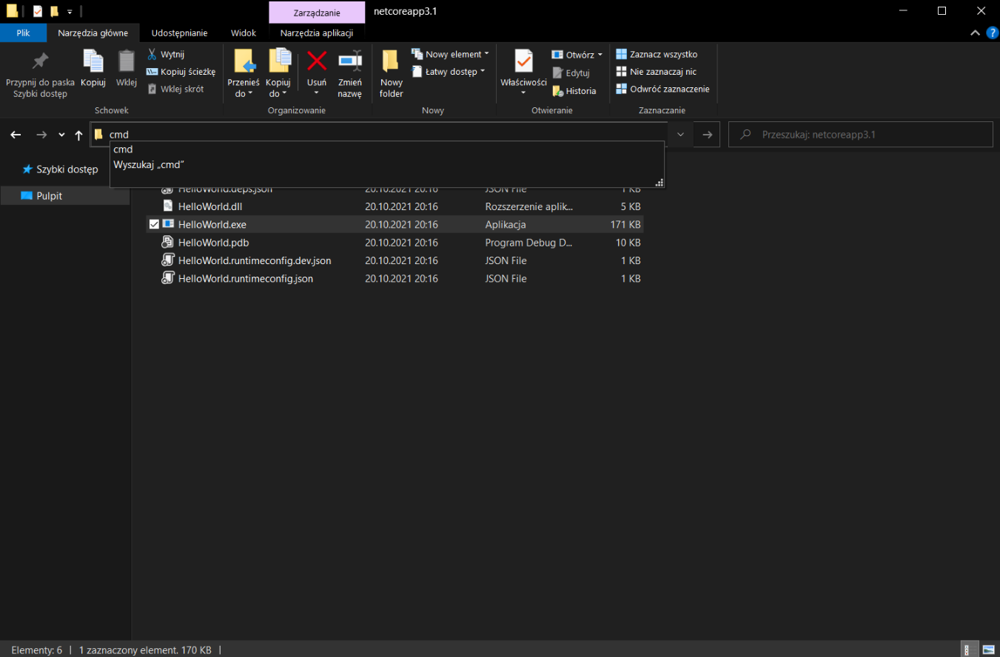 Zarządzanie
netcoreapp3.1
Plik
Narzędzia główne
Udostępnianie
Widok
Narzędzia aplikacji
?
Przypnij do paska
Szybki dostęp
Kopiuj
Wklej
Wytnij
Kopiuj ścieżkę
Wklej skrót
Schowek
Przenieś
do
Kopiuj
do
Usuń
Zmień
nazwę
Organizowanie
Nowy
folder
Nowy element
Łatwy dostęp
Nowy
Właściwości
Otwórz
Edytuj
Historia
Otwieranie
Zaznacz wszystko
Nie zaznaczaj nic
Odwróć zaznaczenie
Zaznaczanie
cmd
Przeszukaj: netcoreapp3.1
cmd
Wyszukaj „cmd”
Szybki dostęp
Pulpit
HelloWorld.deps.json 20.10.2021 20:16 JSON File 1 KB
HelloWorld.dll 20.10.2021 20:16 Rozszerzenie aplik... 5 KB
HelloWorld.exe 20.10.2021 20:16 Aplikacja 171 KB
HelloWorld.pdb 20.10.2021 20:16 Program Debug D... 10 KB
HelloWorld.runtimeconfig.dev.json 20.10.2021 20:16 JSON File 1 KB
HelloWorld.runtimeconfig.json 20.10.2021 20:16 JSON File 1 KB
Elementy: 6 | 1 zaznaczony element. 170 KB |